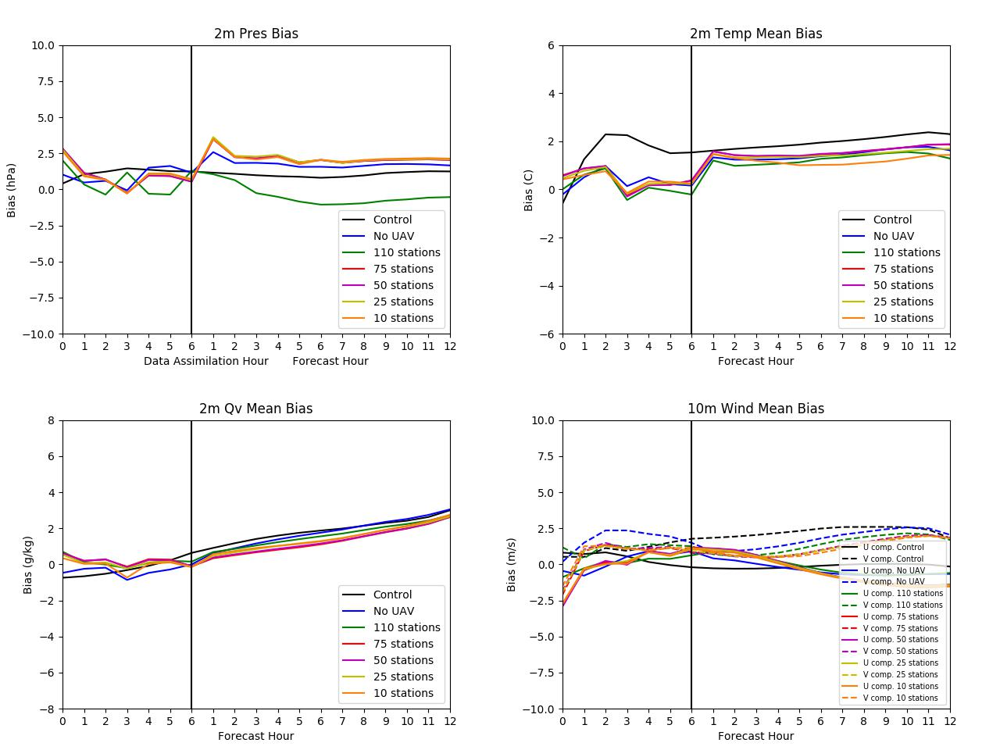 2m Pres Bias
10.0
7.5
5.0
2.5
0.0
−2.5
−5.0
−7.5
−10.0
Bias (hPa)
Control
No UAV
110 stations
75 stations
50 stations
25 stations
10 stations
0 1 2 3 4 5 6 1 2 3 4 5 6 7 8 9 10 11 12
Data Assimilation Hour Forecast Hour
2m Temp Mean Bias
6
4
2
0
−2
−4
−6
Bias (C)
Control
No UAV
110 stations
75 stations
50 stations
25 stations
10 stations
0 1 2 3 4 5 6 1 2 3 4 5 6 7 8 9 10 11 12
Forecast Hour
2m Qv Mean Bias
8
6
4
2
0
−2
−4
−6
−8
Bias (g/kg)
Control
No UAV
110 stations
75 stations
50 stations
25 stations
10 stations
0 1 2 3 4 5 6 1 2 3 4 5 6 7 8 9 10 11 12
Forecast Hour
10m Wind Mean Bias
10.0
7.5
5.0
2.5
0.0
−2.5
−5.0
−7.5
−10.0
Bias (m/s)
U comp. Control
V comp. Control
U comp. No UAV
V comp. No UAV
U comp. 110 stations
V comp. 110 stations
U comp. 75 stations
V comp. 75 stations
U comp. 50 stations
V comp. 50 stations
U comp. 25 stations
V comp. 25 stations
U comp. 10 stations
V comp. 10 stations
0 1 2 3 4 5 6 1 2 3 4 5 6 7 8 9 10 11 12
Forecast Hour